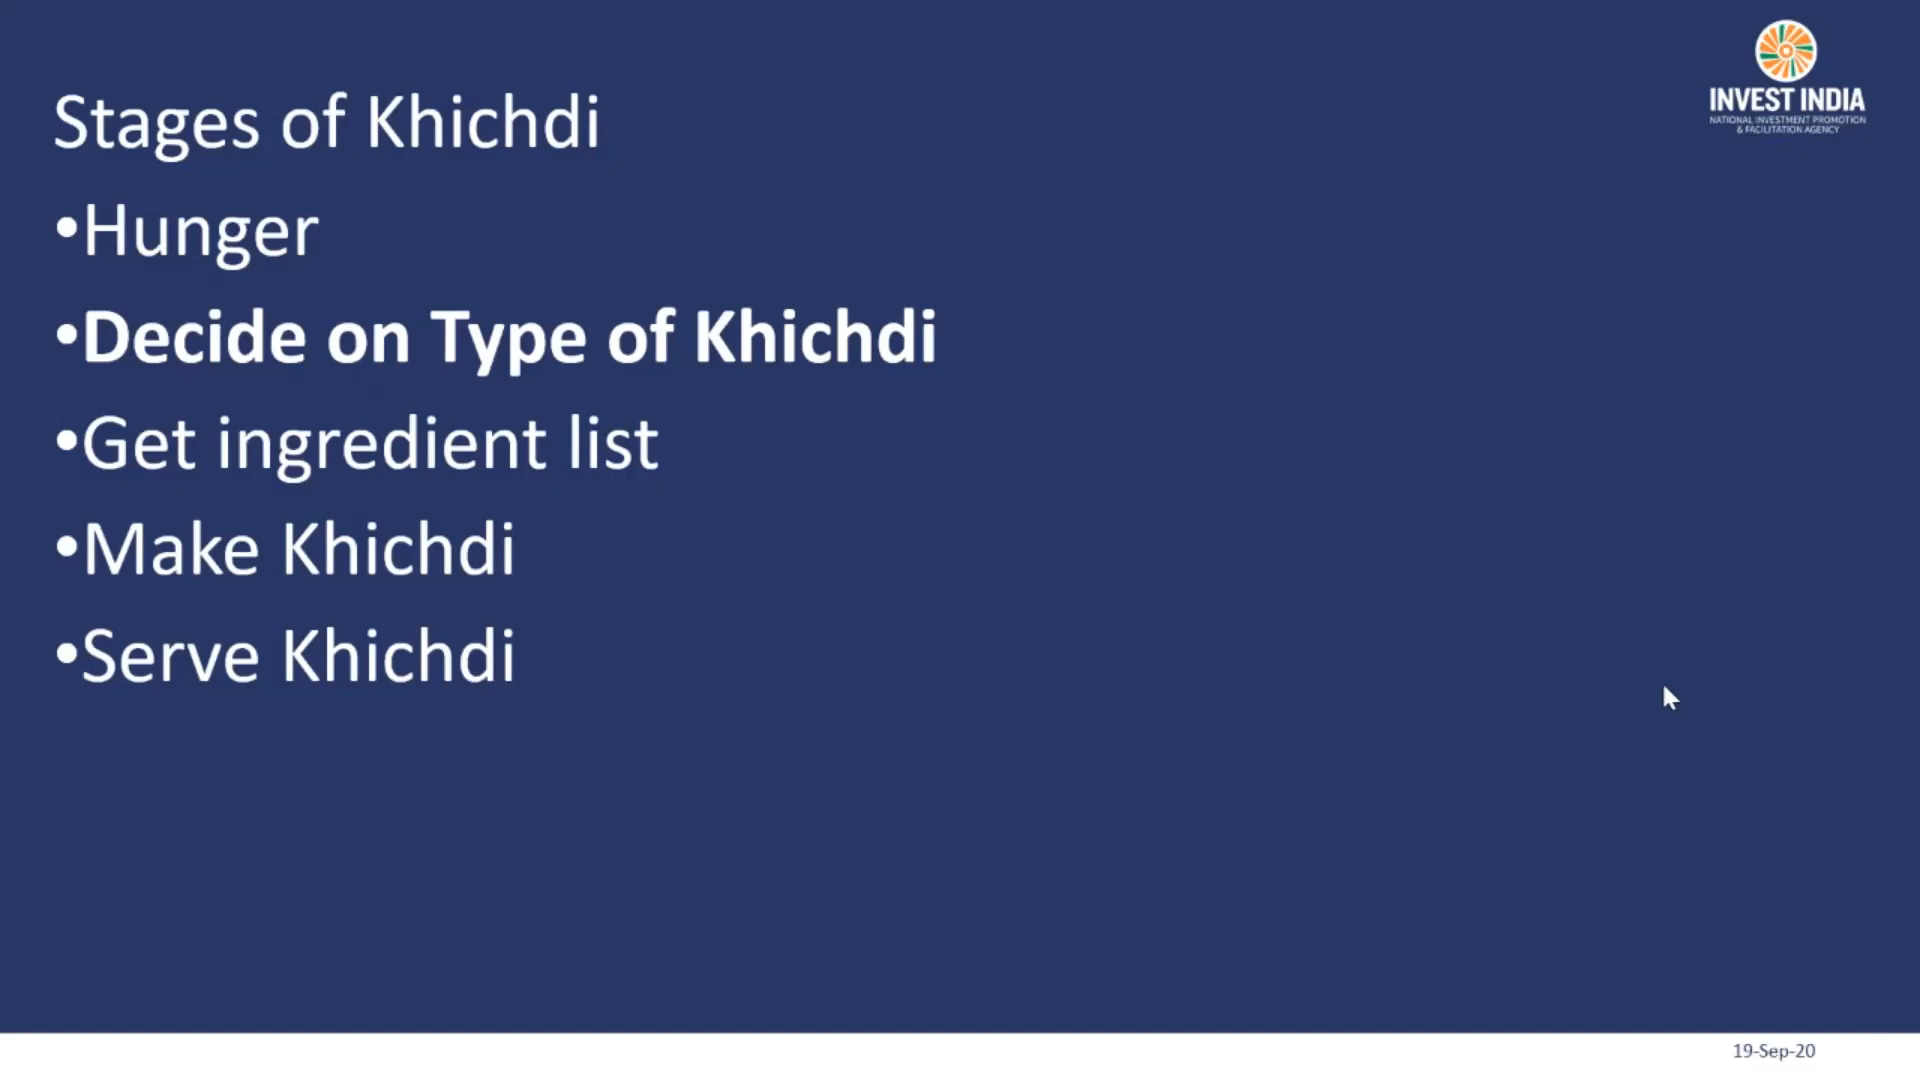 INVEST INDIA
NATIONAL INVESTMENT PROMOTION
& FACILITATION AGENCY
Stages of Khichdi
•Hunger
•Decide on Type of Khichdi
•Get ingredient list
•Make Khichdi
•Serve Khichdi
19-Sep-20